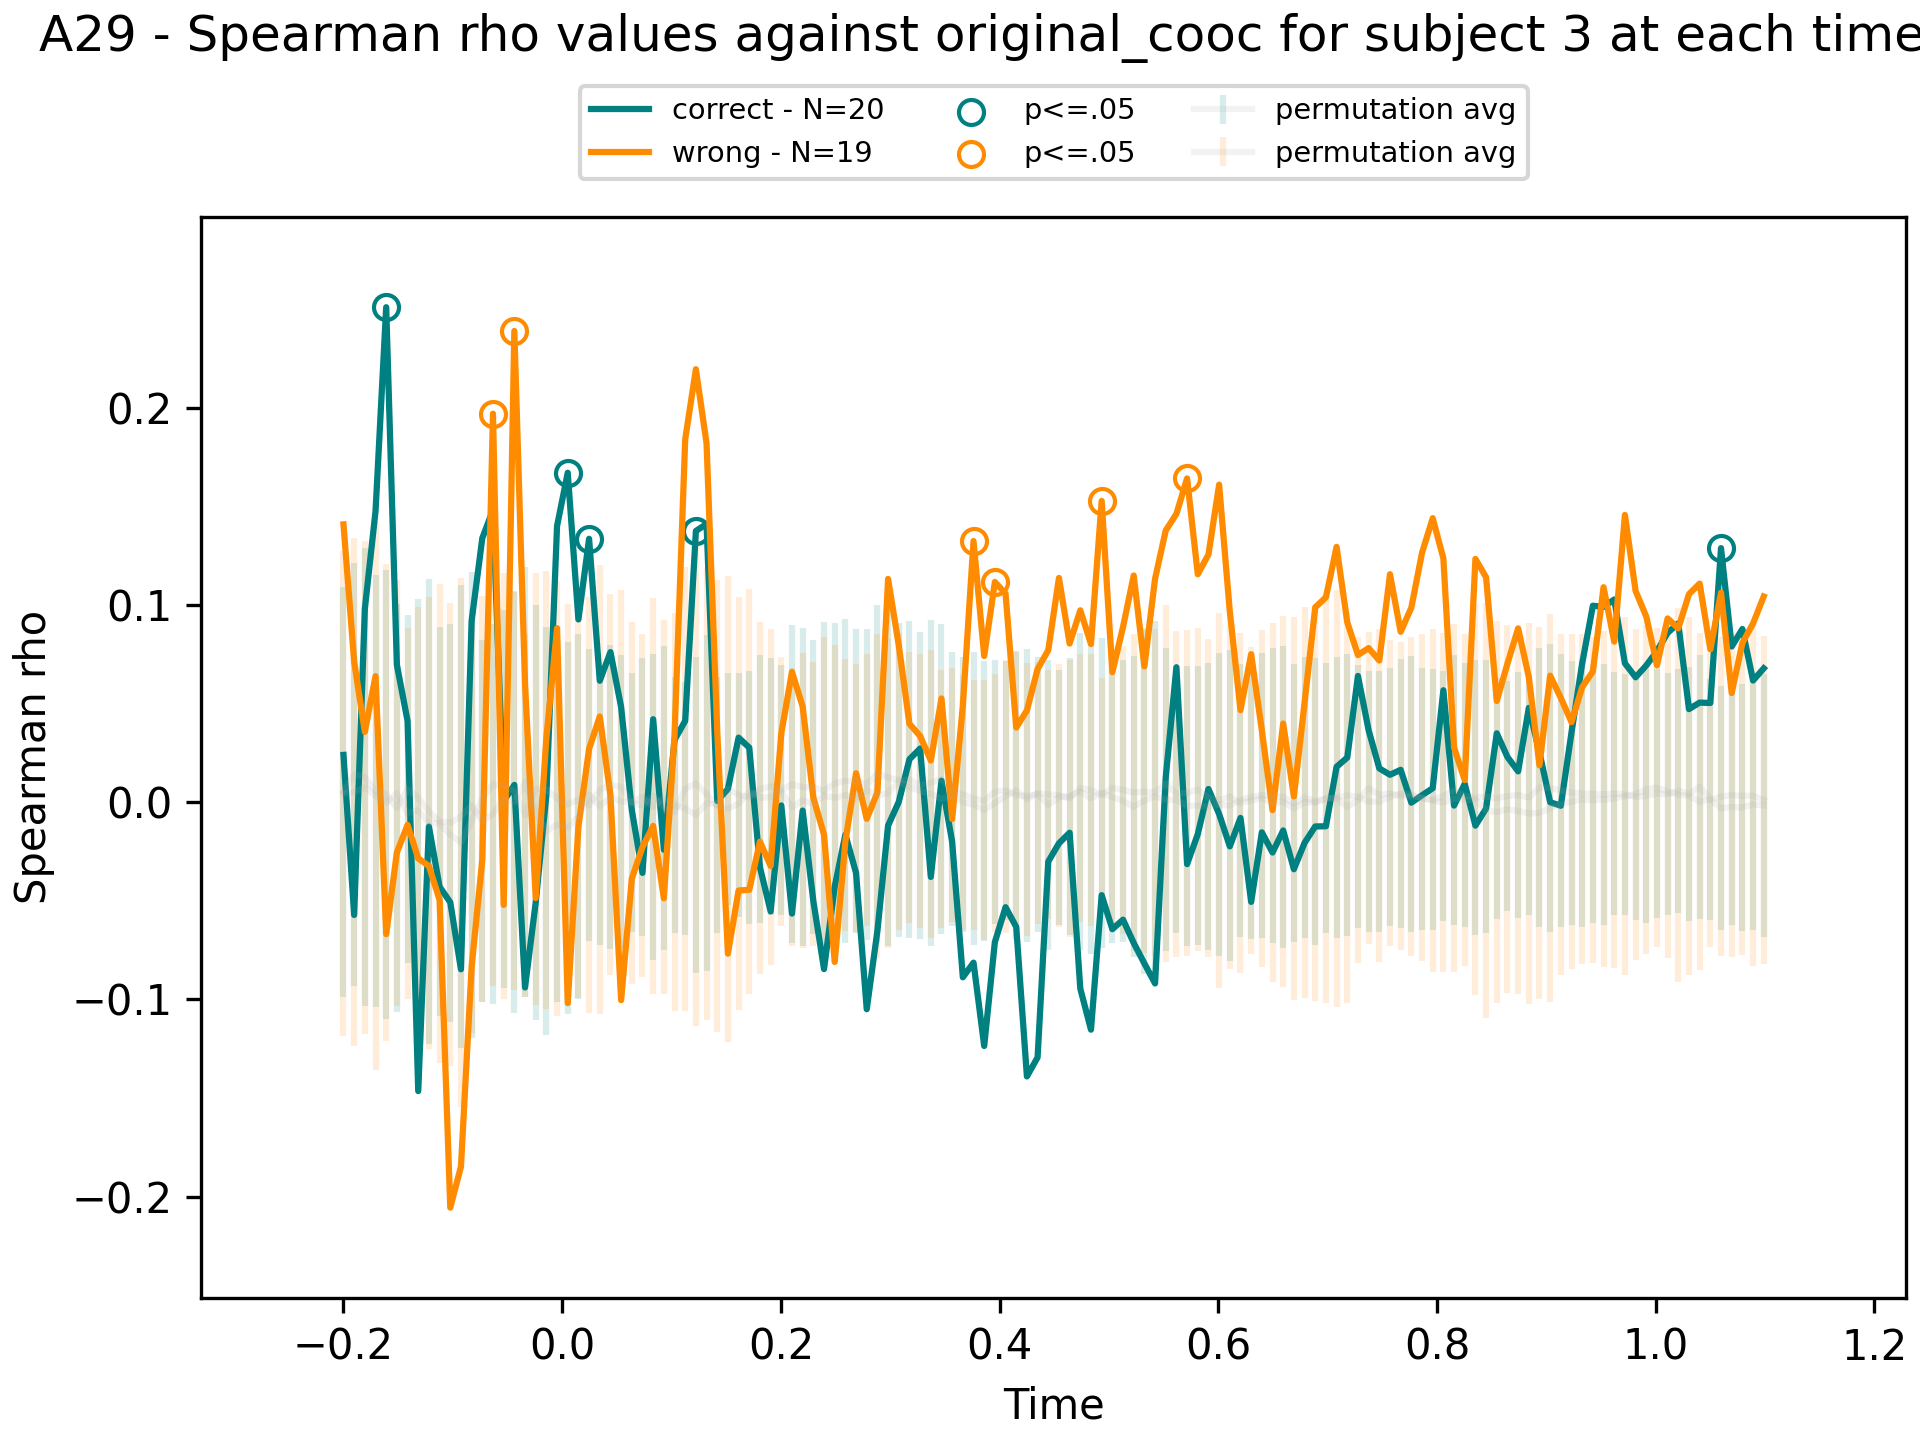 A29 - Spearman rho values against original_cooc for subject 3 at each time
correct - N=20
wrong - N=19
p<=.05
p<=.05
permutation avg
permutation avg
Spearman rho
0.2
0.1
0.0
−0.1
−0.2
−0.2 0.0 0.2 0.4 0.6 0.8 1.0 1.2
Time